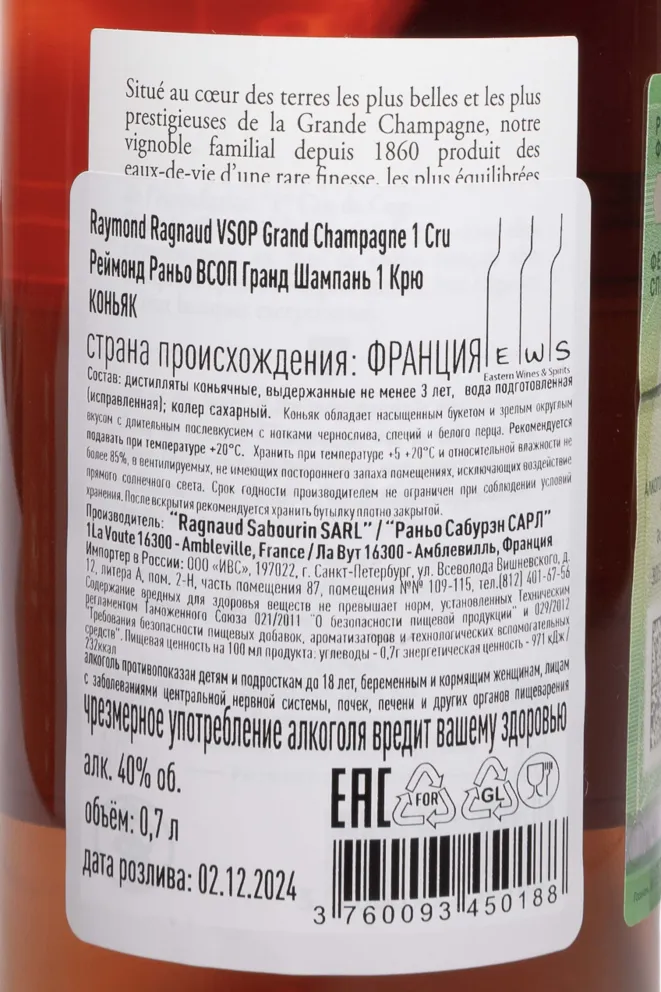 Situé au cœur des terres les plus belles et les plus
prestigieuses de la Grande Champagne, notre
vignoble familial depuis 1860 produit des
eaux-de-vie d'une rare finesse, les plus équilibrées
Raymond Ragnaud VSOP Grand Champagne 1 Cru
Реймонд Раньо ВСОП Гранд Шампань 1 Крю
КОНЬЯК
страна происхождения: ФРАНЦИЯ
E W S
Eastern Wines & Spirits
Состав: дистилляты коньячные, выдержанные не менее 3 лет, вода подготовленная
(исправленная); колер сахарный. Коньяк обладает насыщенным букетом и зрелым округлым
вкусом с длительным послевкусием с нотками чернослива, специй и белого перца. Рекомендуется
подавать при температуре +20°C. Хранить при температуре +5 +20°C и относительной влажности не
более 85%, в вентилируемых, не имеющих постороннего запаха помещениях, исключающих воздействие
прямого солнечного света. Срок годности производителем не ограничен при соблюдении условий
хранения. После вскрытия рекомендуется хранить бутылку плотно закрытой.
Производитель: "Ragnaud Sabourin SARL" / "Раньо Сабурэн САРЛ"
1 La Voute 16300 - Ambleville, France / Ла Вут 16300 - Амблевилль, Франция
Импортер в России: ООО «ИВС», 197022, г. Санкт-Петербург, ул. Всеволода Вишневского, д.
12, литера А, пом. 2-Н, часть помещения 87, помещения №№ 109-115, тел.(812) 401-67-56
Содержание вредных для здоровья веществ не превышает норм, установленных Техническим
регламентом Таможенного Союза 021/2011 "О безопасности пищевой продукции" и 029/2012
"Требования безопасности пищевых добавок, ароматизаторов и технологических вспомогательных
средств". Пищевая ценность на 100 мл продукта: углеводы - 0,7г энергетическая ценность - 971 кДж /
232ккал
алкоголь противопоказан детям и подросткам до 18 лет, беременным и кормящим женщинам, лицам
с заболеваниями центральной нервной системы, почек, печени и других органов пищеварения
чрезмерное употребление алкоголя вредит вашему здоровью
алк. 40% об.
EAC
FOR
GL
объём: 0,7 л
дата розлива: 02.12.2024
3 760093 450188